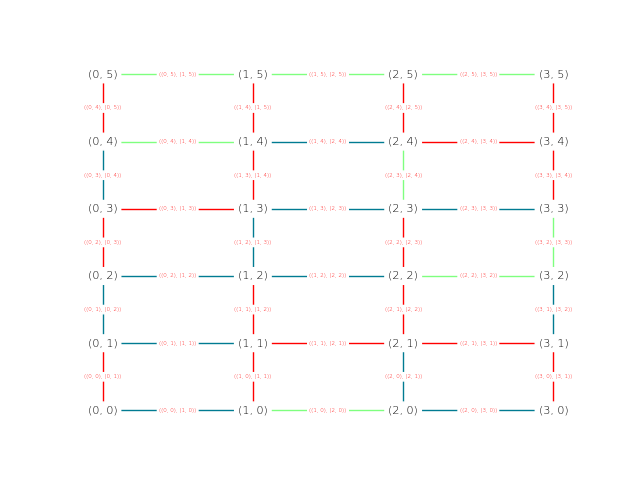 (0, 5) ((0, 5), (1, 5)) (1, 5) ((1, 5), (2, 5)) (2, 5) ((2, 5), (3, 5)) (3, 5)
((0, 4), (0, 5)) ((1, 4), (1, 5)) ((2, 4), (2, 5)) ((3, 4), (3, 5))
(0, 4) ((0, 4), (1, 4)) (1, 4) ((1, 4), (2, 4)) (2, 4) ((2, 4), (3, 4)) (3, 4)
((0, 3), (0, 4)) ((1, 3), (1, 4)) ((2, 3), (2, 4)) ((3, 3), (3, 4))
(0, 3) ((0, 3), (1, 3)) (1, 3) ((1, 3), (2, 3)) (2, 3) ((2, 3), (3, 3)) (3, 3)
((0, 2), (0, 3)) ((1, 2), (1, 3)) ((2, 2), (2, 3)) ((3, 2), (3, 3))
(0, 2) ((0, 2), (1, 2)) (1, 2) ((1, 2), (2, 2)) (2, 2) ((2, 2), (3, 2)) (3, 2)
((0, 1), (0, 2)) ((1, 1), (1, 2)) ((2, 1), (2, 2)) ((3, 1), (3, 2))
(0, 1) ((0, 1), (1, 1)) (1, 1) ((1, 1), (2, 1)) (2, 1) ((2, 1), (3, 1)) (3, 1)
((0, 0), (0, 1)) ((1, 0), (1, 1)) ((2, 0), (2, 1)) ((3, 0), (3, 1))
(0, 0) ((0, 0), (1, 0)) (1, 0) ((1, 0), (2, 0)) (2, 0) ((2, 0), (3, 0)) (3, 0)